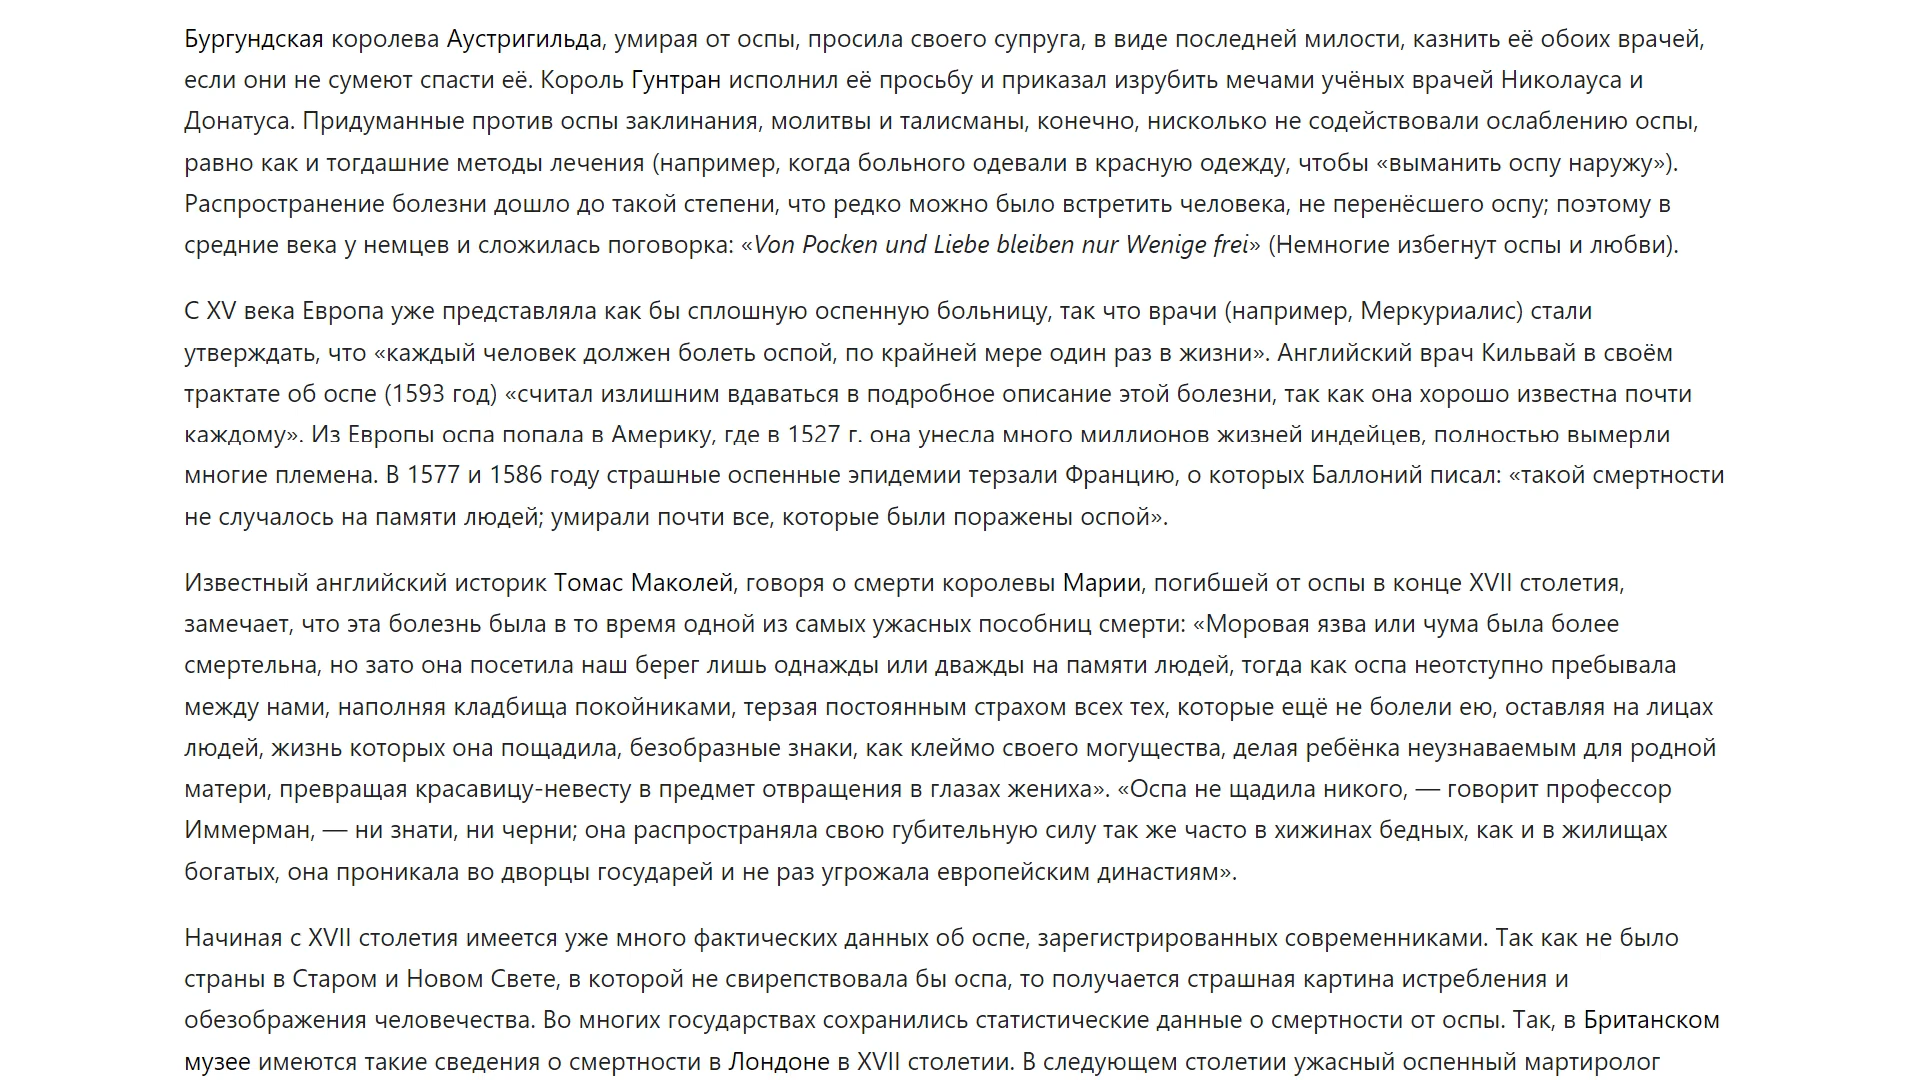 Бургундская королева Аустригильда, умирая от оспы, просила своего супруга, в виде последней милости, казнить её обоих врачей,
если они не сумеют спасти её. Король Гунтран исполнил её просьбу и приказал изрубить мечами учёных врачей Николауса и
Донатуса. Придуманные против оспы заклинания, молитвы и талисманы, конечно, нисколько не содействовали ослаблению оспы,
равно как и тогдашние методы лечения (например, когда больного одевали в красную одежду, чтобы «выманить оспу наружу»).
Распространение болезни дошло до такой степени, что редко можно было встретить человека, не перенёсшего оспу; поэтому в
средние века у немцев и сложилась поговорка: «Von Pocken und Liebe bleiben nur Wenige frei» (Немногие избегнут оспы и любви).
С XV века Европа уже представляла как бы сплошную оспенную больницу, так что врачи (например, Меркуриалис) стали
утверждать, что «каждый человек должен болеть оспой, по крайней мере один раз в жизни». Английский врач Кильвай в своём
трактате об оспе (1593 год) «считал излишним вдаваться в подробное описание этой болезни, так как она хорошо известна почти
каждому». Из Европы оспа попала в Америку, где в 1527 г. она унесла много миллионов жизней индейцев, полностью вымерли
многие племена. В 1577 и 1586 году страшные оспенные эпидемии терзали Францию, о которых Баллоний писал: «такой смертности
не случалось на памяти людей; умирали почти все, которые были поражены оспой».
Известный английский историк Томас Маколей, говоря о смерти королевы Марии, погибшей от оспы в конце XVII столетия,
замечает, что эта болезнь была в то время одной из самых ужасных пособниц смерти: «Моровая язва или чума была более
смертельна, но зато она посетила наш берег лишь однажды или дважды на памяти людей, тогда как оспа неотступно пребывала
между нами, наполняя кладбища покойниками, терзая постоянным страхом всех тех, которые ещё не болели ею, оставляя на лицах
людей, жизнь которых она пощадила, безобразные знаки, как клеймо своего могущества, делая ребёнка неузнаваемым для родной
матери, превращая красавицу-невесту в предмет отвращения в глазах жениха». «Оспа не щадила никого, — говорит профессор
Иммерман, — ни знати, ни черни; она распространяла свою губительную силу так же часто в хижинах бедных, как и в жилищах
богатых, она проникала во дворцы государей и не раз угрожала европейским династиям».
Начиная с XVII столетия имеется уже много фактических данных об оспе, зарегистрированных современниками. Так как не было
страны в Старом и Новом Свете, в которой не свирепствовала бы оспа, то получается страшная картина истребления и
обезображения человечества. Во многих государствах сохранились статистические данные о смертности от оспы. Так, в Британском
музее имеются такие сведения о смертности в Лондоне в XVII столетии. В следующем столетии ужасный оспенный мартиролог